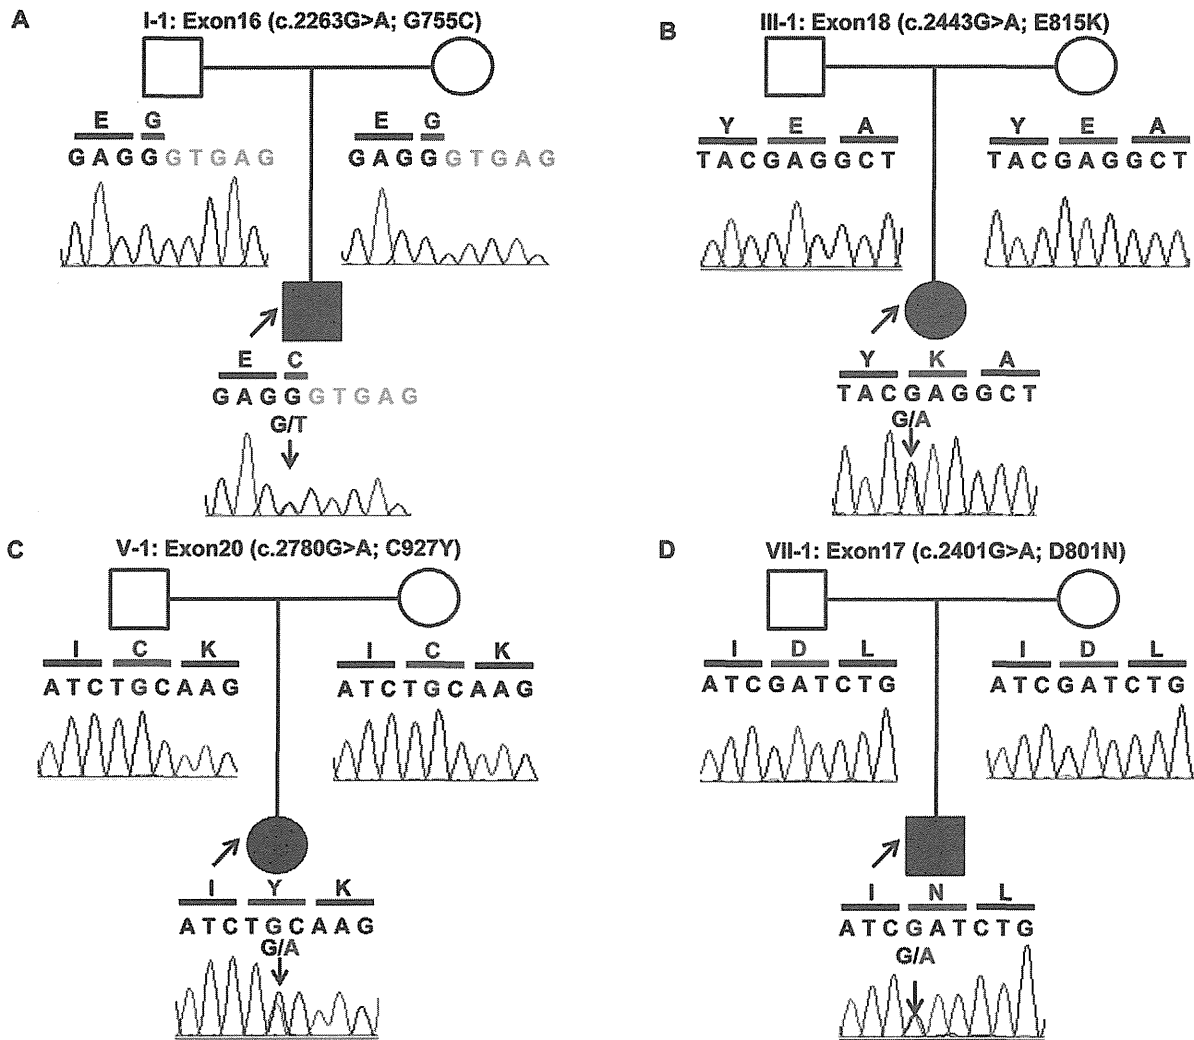 A
I-1: Exon16 (c.2263G>A; G755C)
E G
GAGGGTGAG
E G
GAGGGTGAG
E C
GAGGGTGAG
G/T
B
III-1: Exon18 (c.2443G>A; E815K)
Y E A
TACGAGGCT
Y E A
TACGAGGCT
Y K A
TACGAGGCT
G/A
C
V-1: Exon20 (c.2780G>A; C927Y)
I C K
ATCTGCAAG
I C K
ATCTGCAAG
I Y K
ATCTGCAAG
G/A
D
VII-1: Exon17 (c.2401G>A; D801N)
I D L
ATCGATCTG
I D L
ATCGATCTG
I N L
ATCGATCTG
G/A